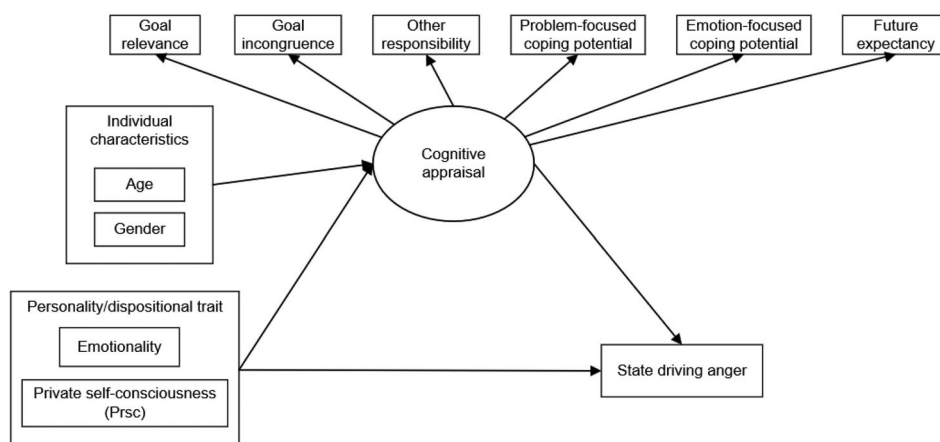 Goal
relevance
Goal
incongruence
Other
responsibility
Problem-focused
coping potential
Emotion-focused
coping potential
Future
expectancy
Individual
characteristics
Age
Gender
Cognitive
appraisal
Personality/dispositional trait
Emotionality
Private self-consciousness
(Prsc)
State driving anger